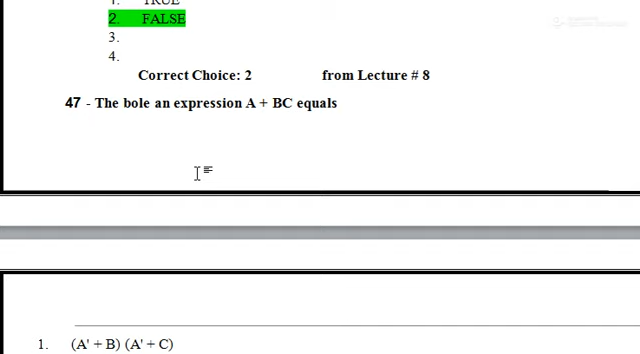 1. TRUE
2. FALSE
3.
4.
Correct Choice: 2 from Lecture # 8
47 - The bole an expression A + BC equals
1. (A' + B) (A' + C)